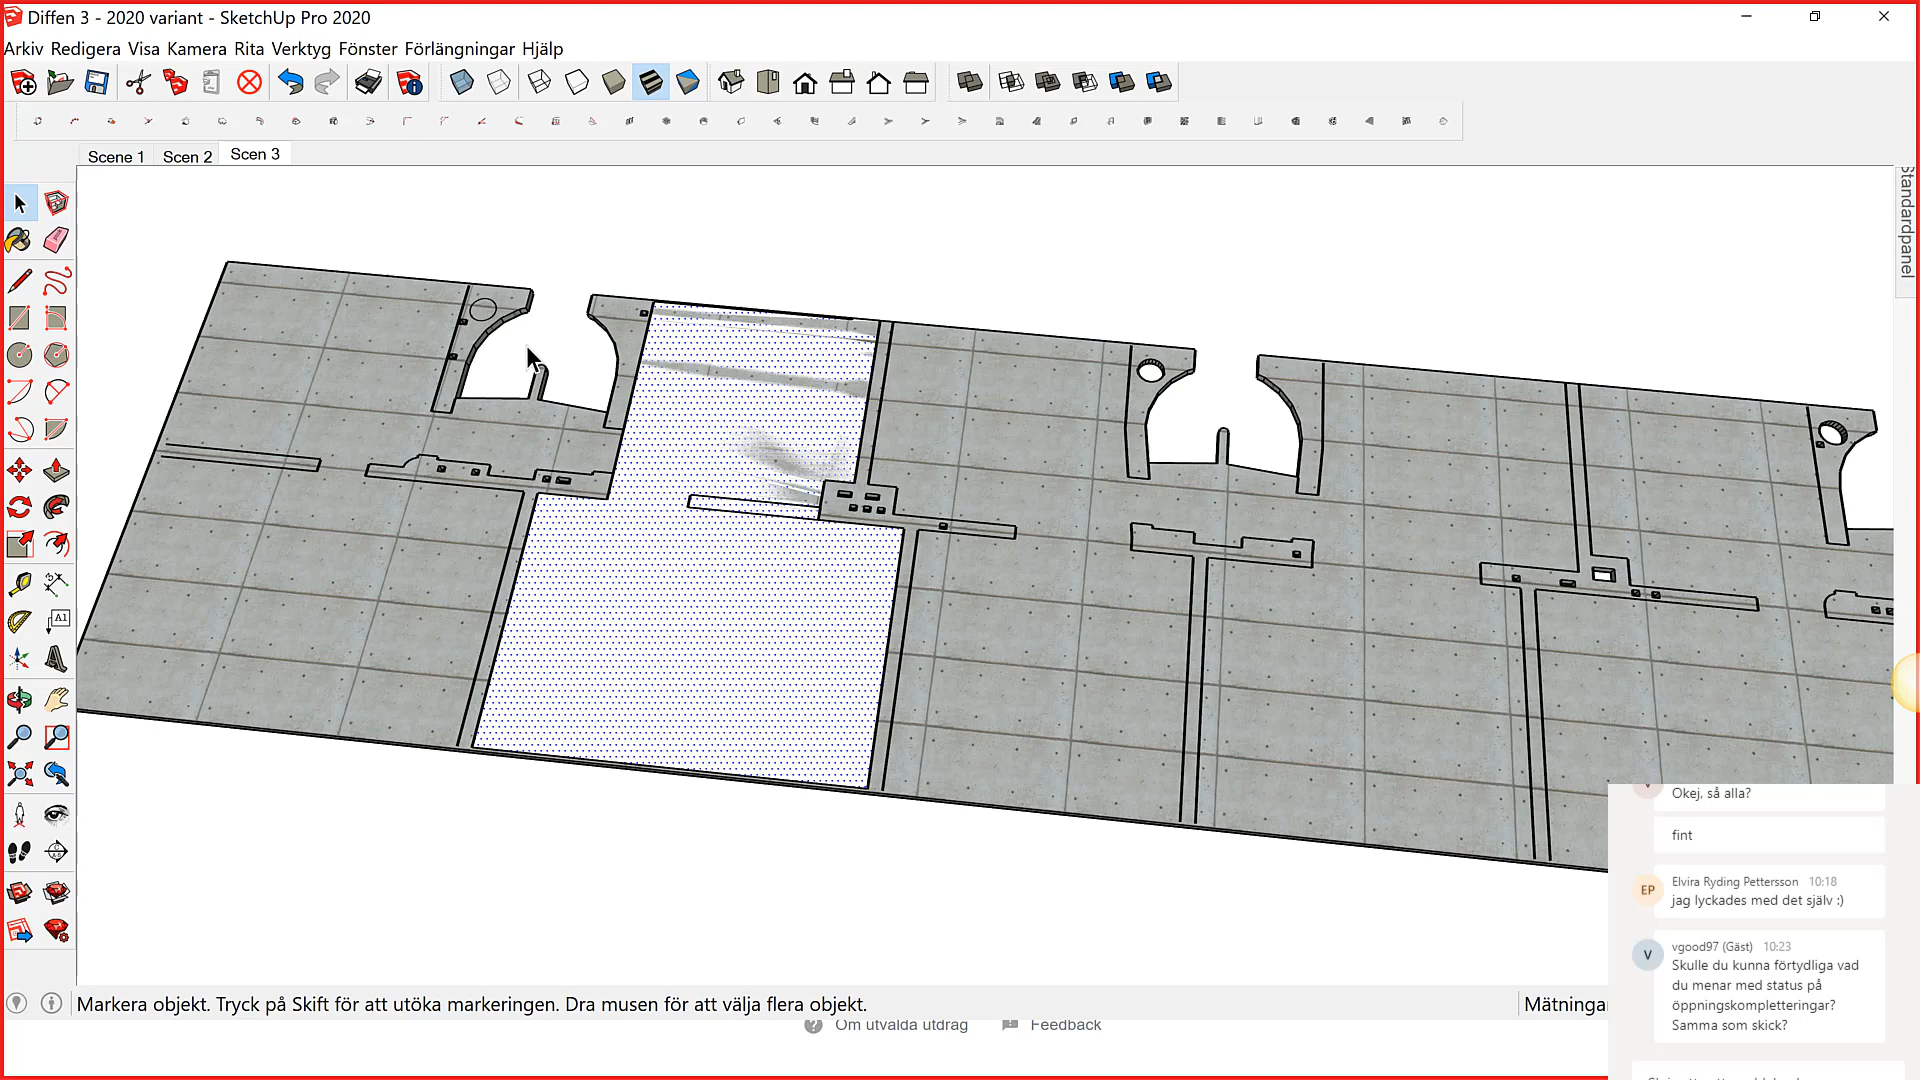 Diffen 3 - 2020 variant - SketchUp Pro 2020
Arkiv Redigera Visa Kamera Rita Verktyg Fönster Förlängningar Hjälp
Scene 1 Scen 2 Scen 3
Standardpanel
A1
Okej, så alla?
fint
EP
Elvira Ryding Pettersson 10:18
jag lyckades med det själv :)
V
vgood97 (Gäst) 10:23
Skulle du kunna förtydliga vad
du menar med status på
öppningskompletteringar?
Samma som skick?
Markera objekt. Tryck på Skift för att utöka markeringen. Dra musen för att välja flera objekt.
Mätningar
Om utvalda utdrag Feedback